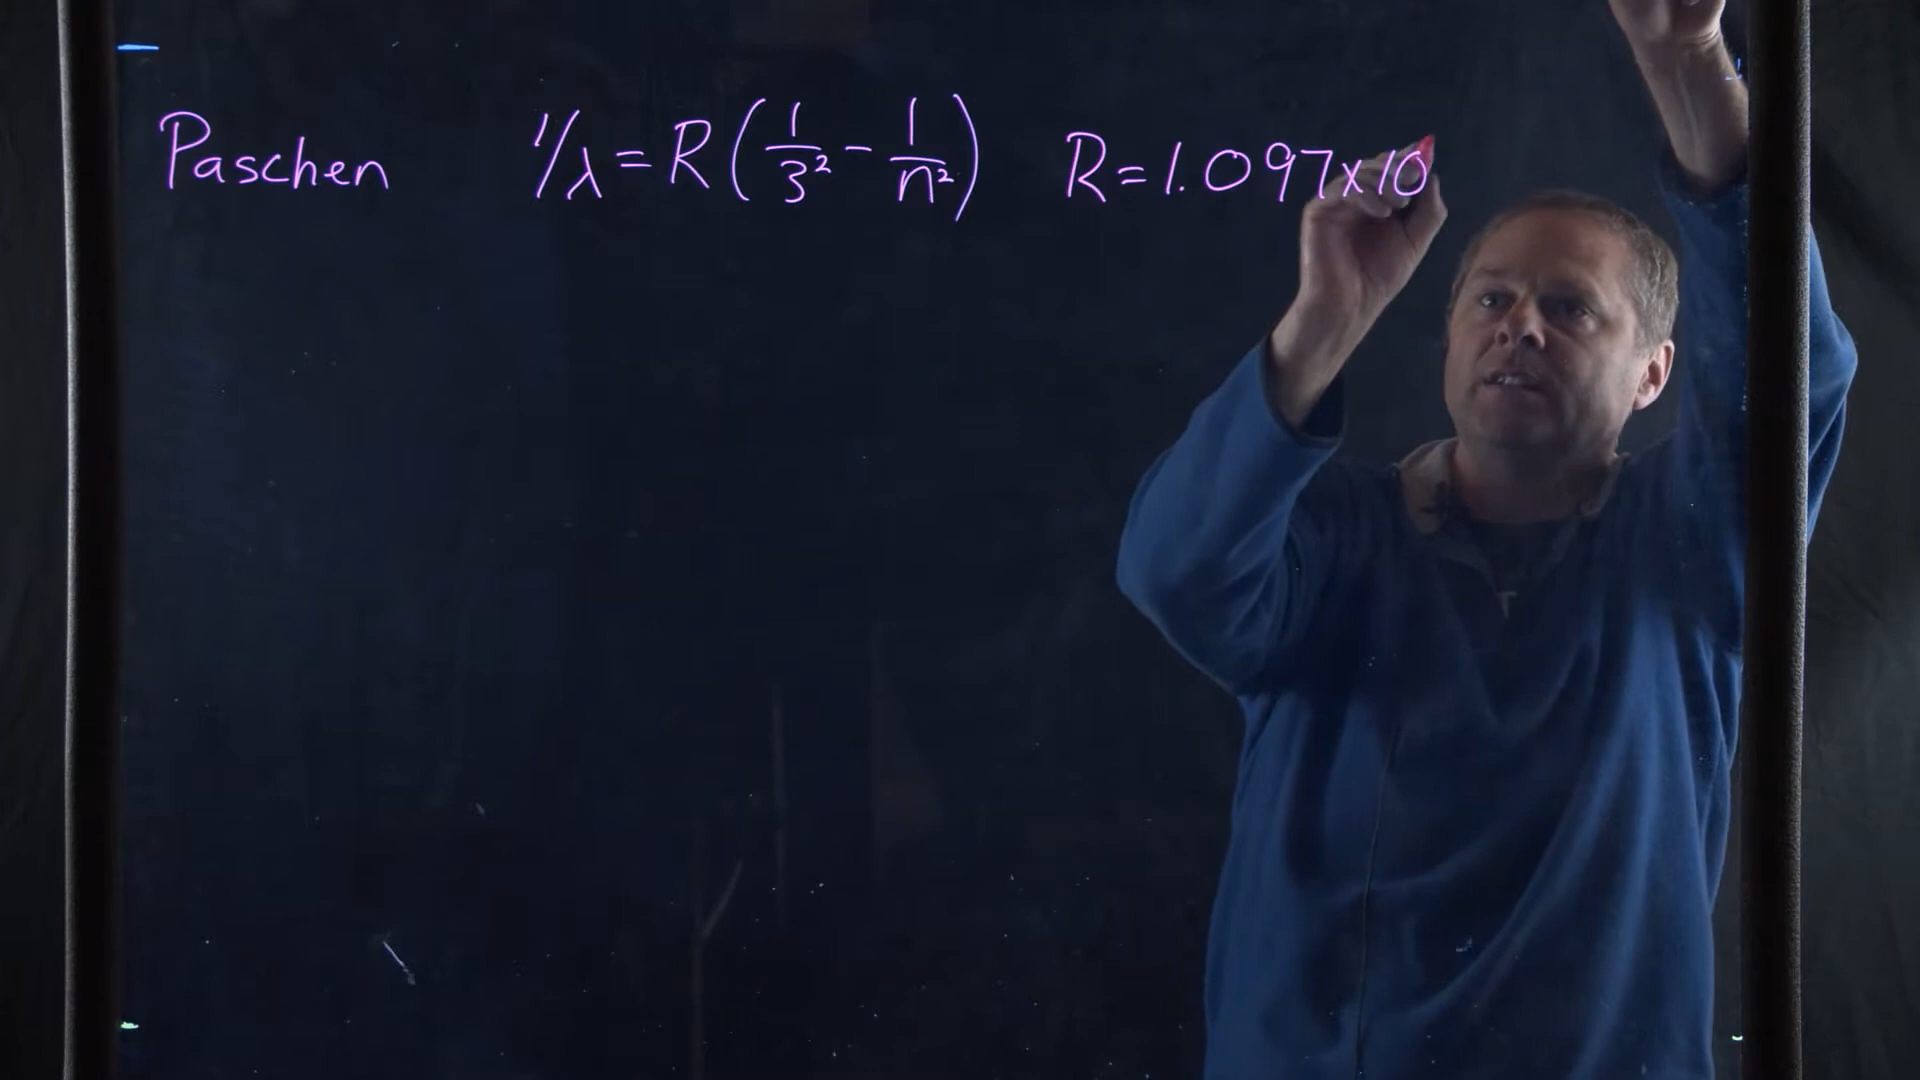 Paschen 1/λ = R(1/3² - 1/n²) R = 1.097x10